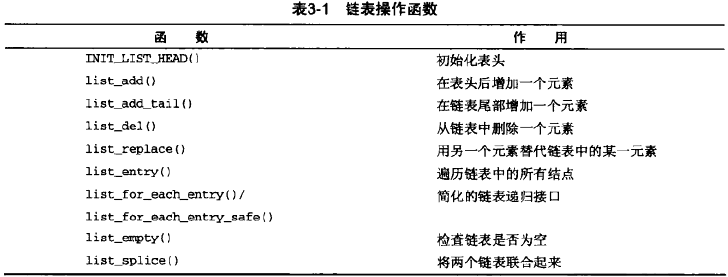 表3-1 链表操作函数
函 数 作 用
INIT_LIST_HEAD() 初始化表头
list_add() 在表头后增加一个元素
list_add_tail() 在链表尾部增加一个元素
list_del() 从链表中删除一个元素
list_replace() 用另一个元素替代链表中的某一元素
list_entry() 遍历链表中的所有结点
list_for_each_entry()/ 简化的链表递归接口
list_for_each_entry_safe()
list_empty() 检查链表是否为空
list_splice() 将两个链表联合起来